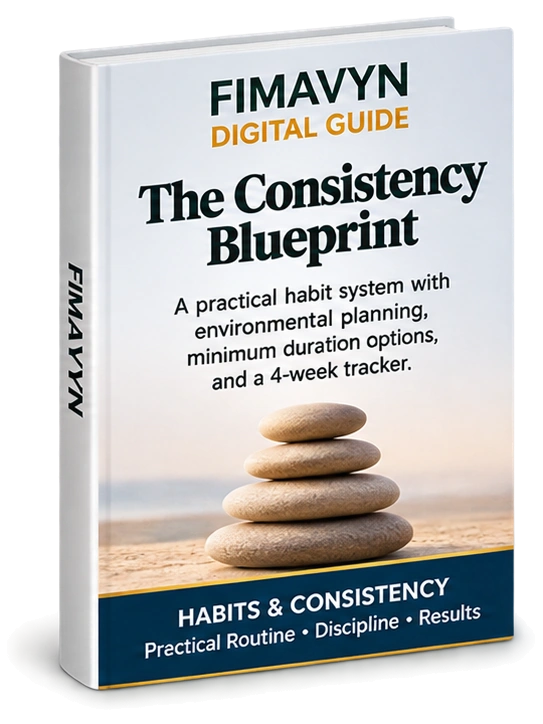 FIMAVYN
DIGITAL GUIDE
The Consistency
Blueprint
A practical habit system with
environmental planning,
minimum duration options,
and a 4-week tracker.
HABITS & CONSISTENCY
Prectical Routine • Discipline • Results
FIMAVYN